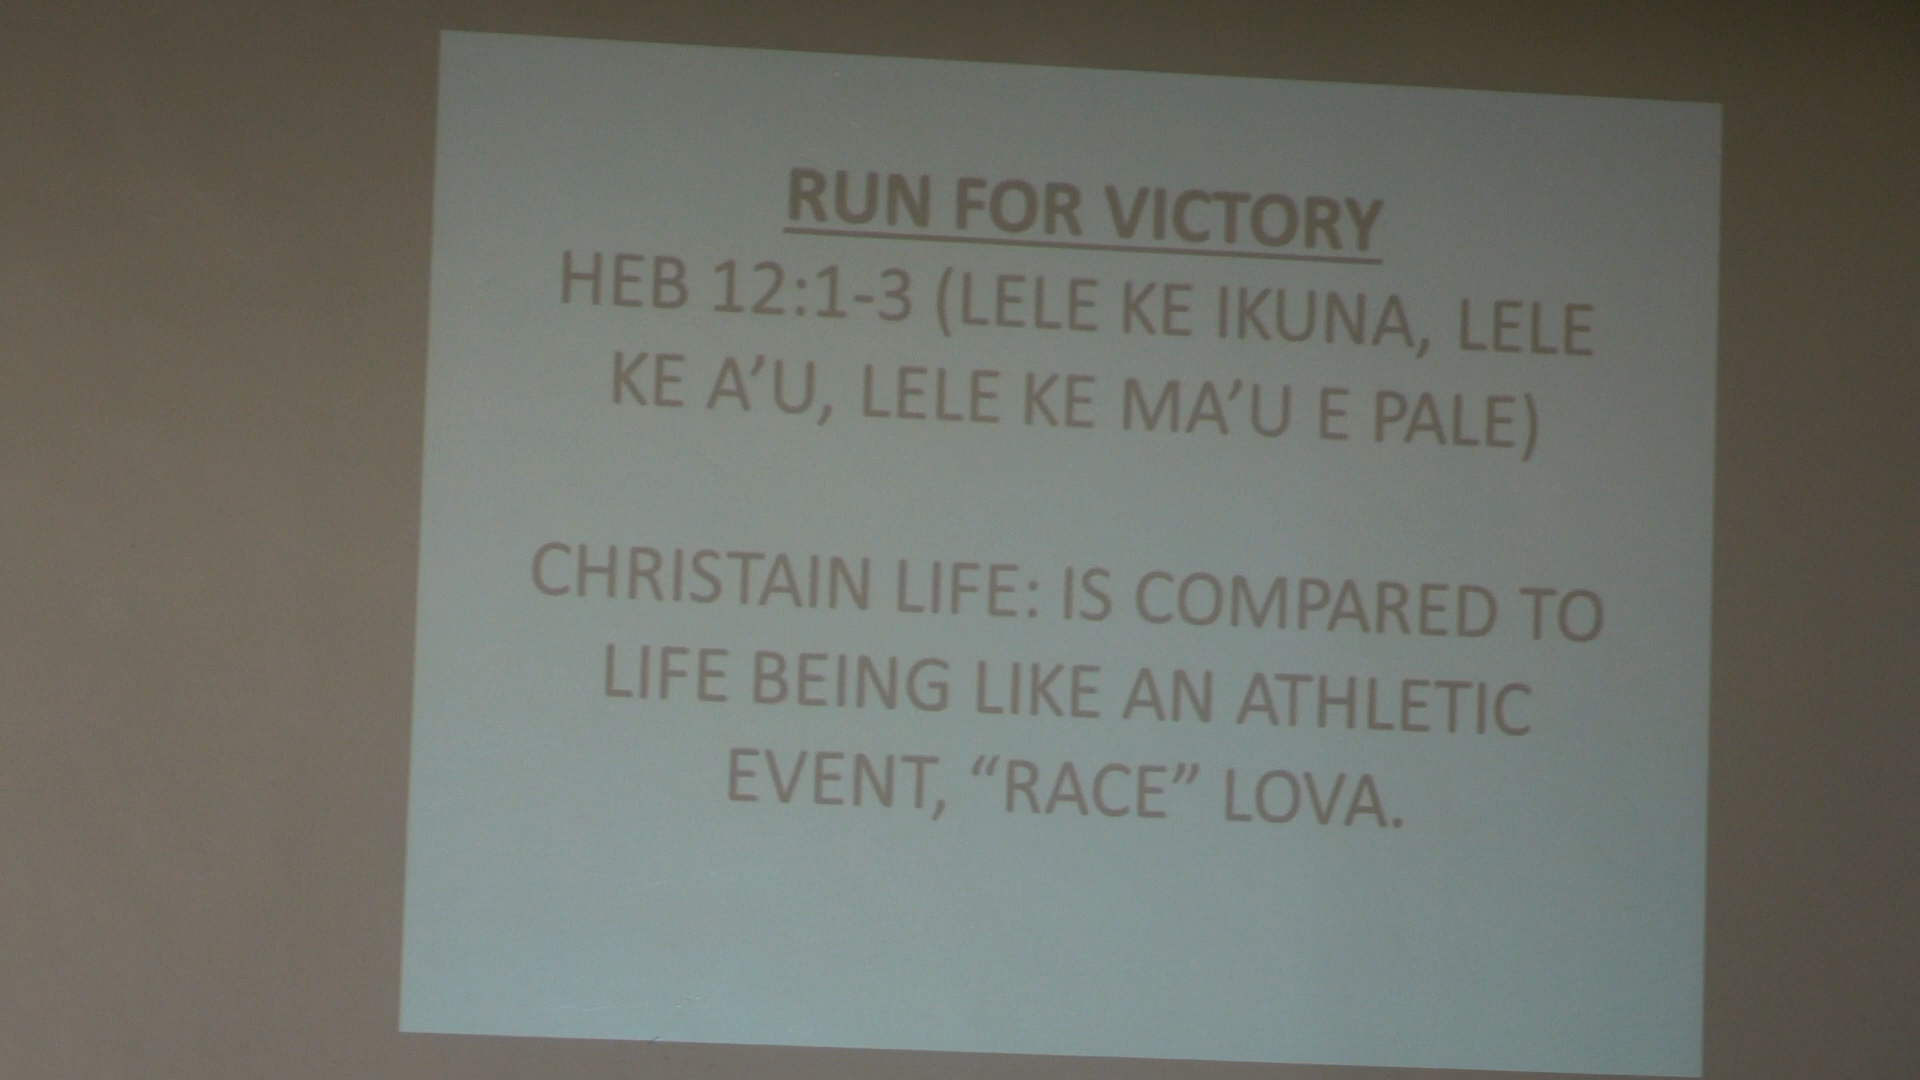 RUN FOR VICTORY
HEB 12:1-3 (LELE KE IKUNA, LELE
KE A’U, LELE KE MA’U E PALE)
CHRISTAIN LIFE: IS COMPARED TO
LIFE BEING LIKE AN ATHLETIC
EVENT, “RACE” LOVA.